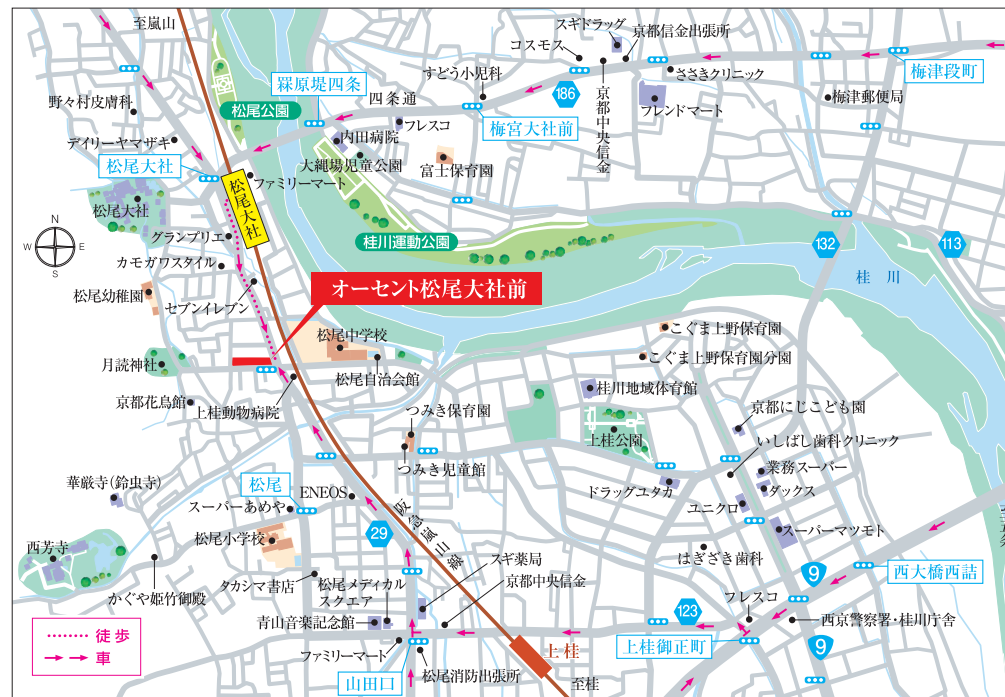 至嵐山
スギドラッグ
京都信金出張所
コスモス
梅津段町
すどう小児科
ささきクリニック
罧原堤四条
四条通
186
京都中央信金
フレンドマート
梅津郵便局
野々村皮膚科
松尾公園
フレスコ
梅宮大社前
内田病院
デイリーヤマザキ
大縄場児童公園
富士保育園
松尾大社
ファミリーマート
松尾大社
松尾大社
グランプリエ
桂川運動公園
132
113
N
W
E
S
カモガワスタイル
桂川
松尾幼稚園
セブンイレブン
オーセント松尾大社前
松尾中学校
こぐま上野保育園
月読神社
松尾自治会館
こぐま上野保育園分園
京都花鳥館
上桂動物病院
桂川地域体育館
つみき保育園
京都にじこども園
上桂公園
いしばし歯科クリニック
つみき児童館
業務スーパー
華厳寺(鈴虫寺)
松尾
ENEOS
ドラッグユタカ
ダックス
スーパーあめや
ユニクロ
阪急嵐山線
29
松尾小学校
スーパーマツモト
西芳寺
スギ薬局
はぎざき歯科
西大橋西詰
かぐや姫竹御殿
タカシマ書店
松尾メディカル
スクエア
京都中央信金
9
123
フレスコ
徒歩
青山音楽記念館
西京警察署・桂川庁舎
車
ファミリーマート
上桂
上桂御正町
9
山田口
松尾消防出張所
至桂